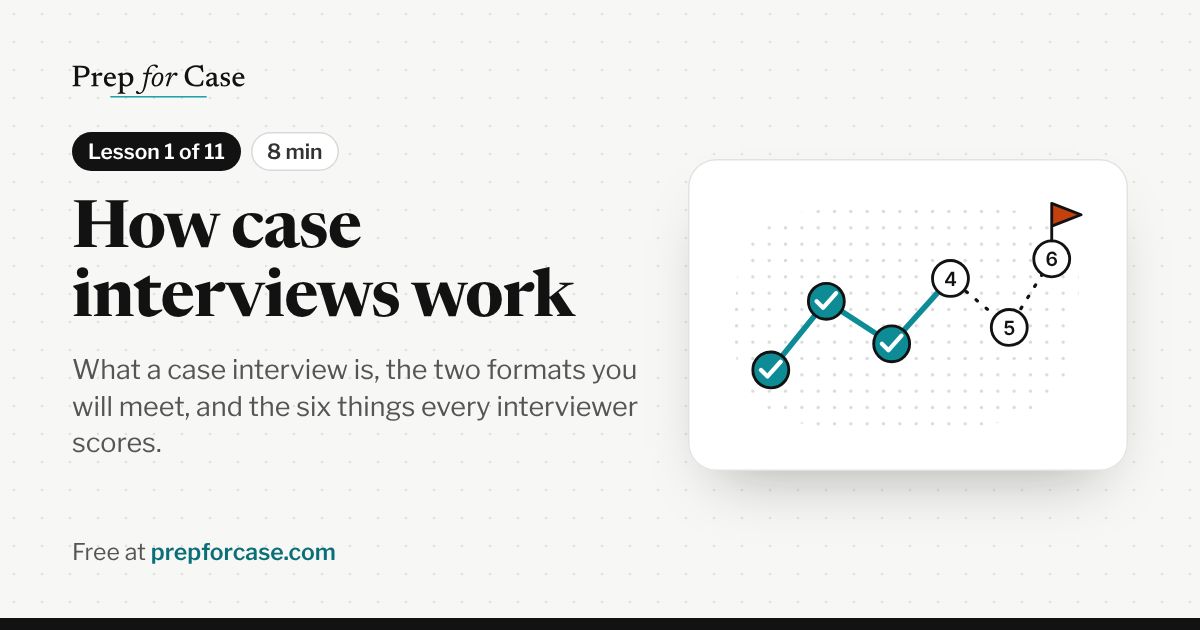 Prep for Case
Lesson 1 of 11
8 min
How case
interviews work
What a case interview is, the two formats you
will meet, and the six things every interviewer
scores.
Free at prepforcase.com
4
5
6